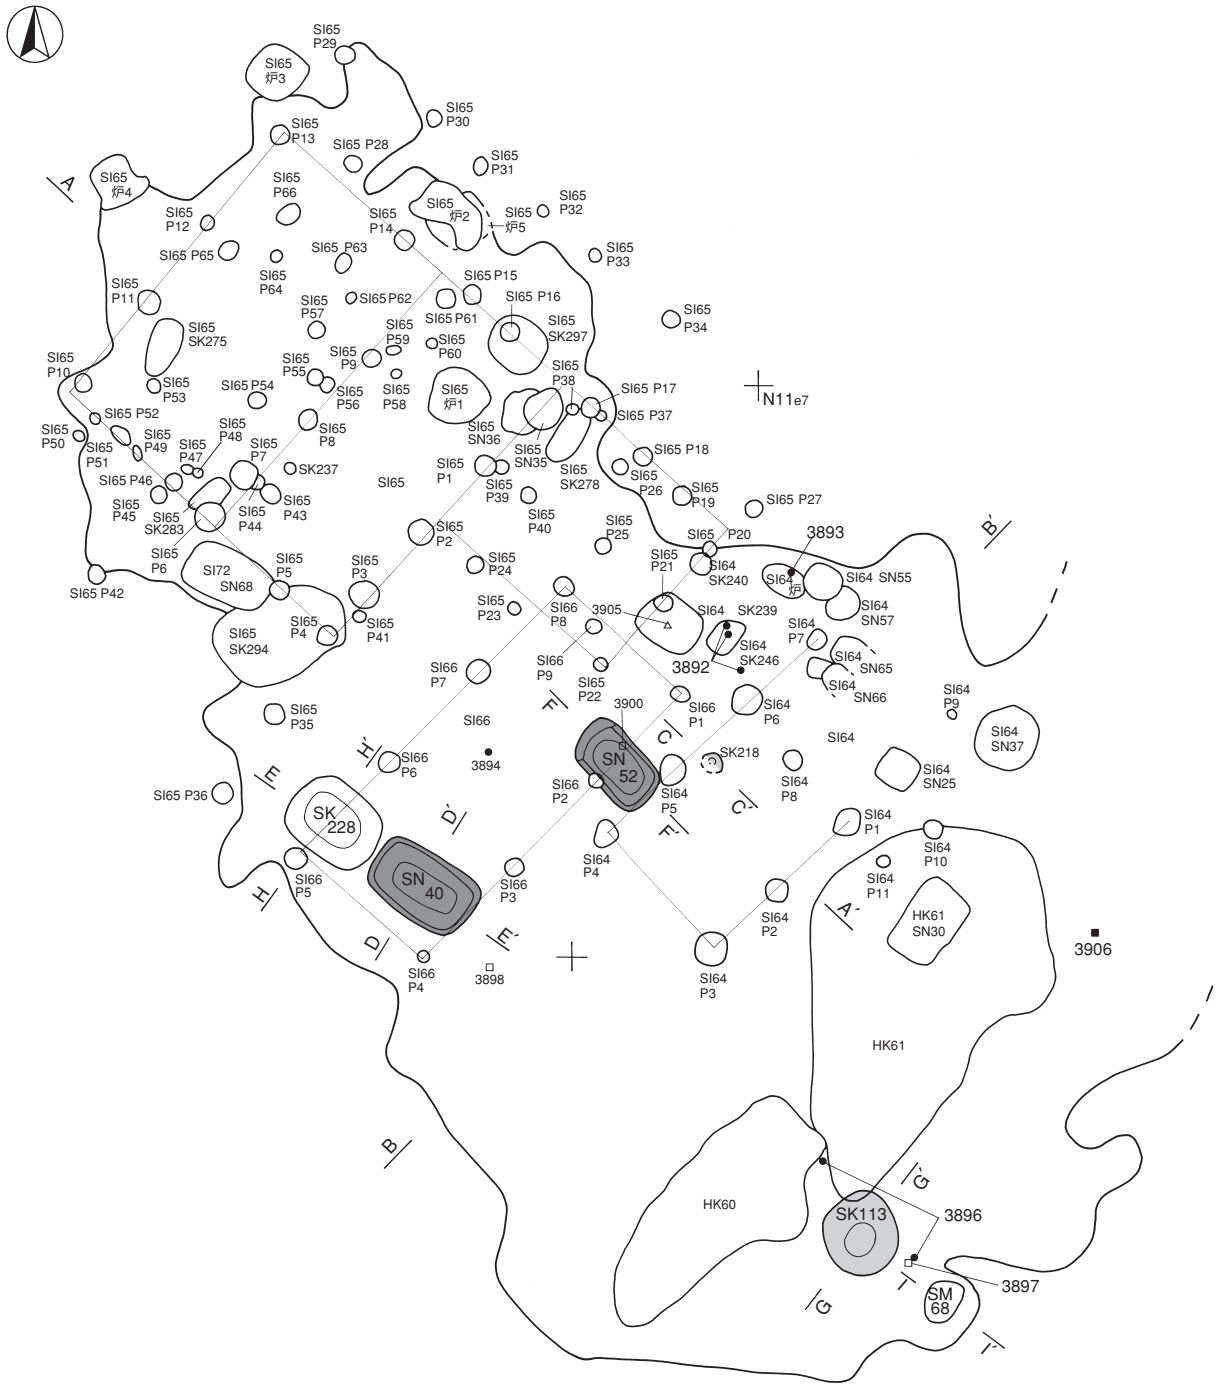 SI65
P29
SI65
炉3
SI65
P30
SI65
P13
SI65 P28
SI65
P31
A
SI65
炉4
SI65
P66
SI65
P12
SI65
P14
SI65
炉2
SI65
炉5
SI65
P32
SI65 P65
SI65
P64
SI65 P63
SI65
P33
SI65
P11
SI65 P62
SI65 P15
SI65 P16
SI65
P34
SI65
P57
SI65 P61
SI65
SK297
SI65
SK275
SI65
P59
SI65
P60
SI65
P9
SI65
P10
SI65
P55
SI65
P56
SI65
P58
SI65
炉1
SI65
P38
SI65 P17
SI65 P37
N11e7
SI65
P53
SI65 P54
SI65 P52
SI65
P50
SI65
P51
SI65
P49
SI65
P47
SI65
P48
SI65
P7
SI65
P8
SI65
SN36
SI65
SN35
SI65
SK278
SI65 P18
SI65
P26
SI65
P19
SI65 P27
SI65 P46
SI65
P45
SI65
SK283
SI65
P44
SI65
P43
SK237
SI65
SI65
P1
SI65
P39
SI65
P40
SI65
P6
SI65
P2
SI65
P25
SI65 P20
B′
3893
SI65 P42
SI72
SN68
SI65
P5
SI65
P3
SI65
P24
SI65
P21
SI64
SK240
SI64
炉
SI64 SN55
SI64
SN57
SI65
SK294
SI65
P4
SI65
P41
SI65
P23
SI66
P8
3905
SI64 SK239
SI64
SK246
3892
SI64
P7
SI64
SN65
SI64
SN66
SI66
P7
SI66
P9
SI65
P22
SI66
P1
SI64
P6
SI64
P9
SI64
SN37
SI65
P35
SI66
3894
F
3900
C
SK218
SI64
SI64
P8
SI64
SN25
H′
SI66
P6
E
SI65 P36
SK
228
D′
SN
52
SI66
P2
SI64
P5
C′
F′
SI64
P4
SI64
P1
SI64
P10
SI64
P11
H
SI66
P5
SN
40
SI66
P3
E′
SI64
P2
A′
HK61
SN30
3906
D
SI66
P4
3898
SI64
P3
HK61
B
HK60
G′
SK113
3896
3897
G
I
SM
68
I′